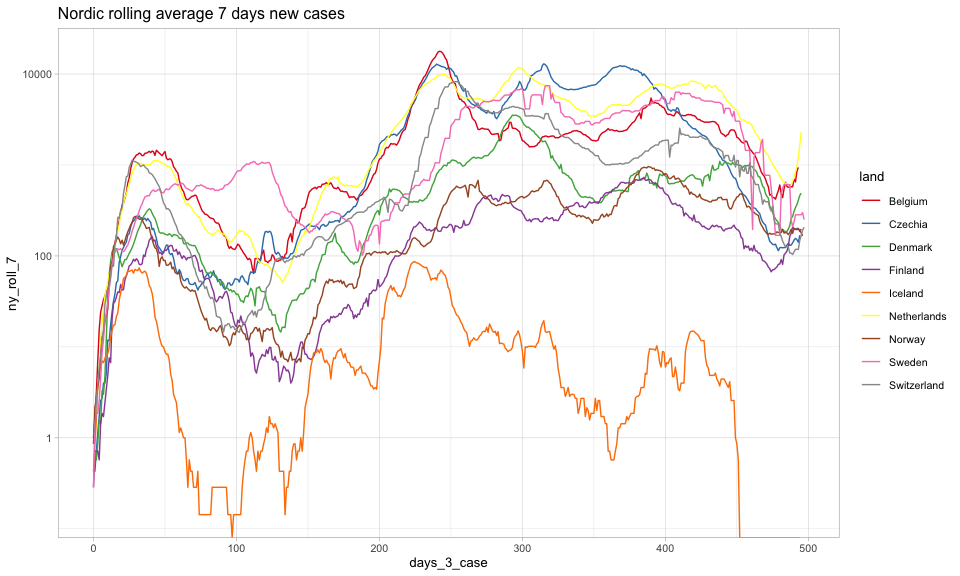 Nordic rolling average 7 days new cases
10000
100
1
ny_roll_7
0 100 200 300 400 500
days_3_case
land
Belgium
Czechia
Denmark
Finland
Iceland
Netherlands
Norway
Sweden
Switzerland